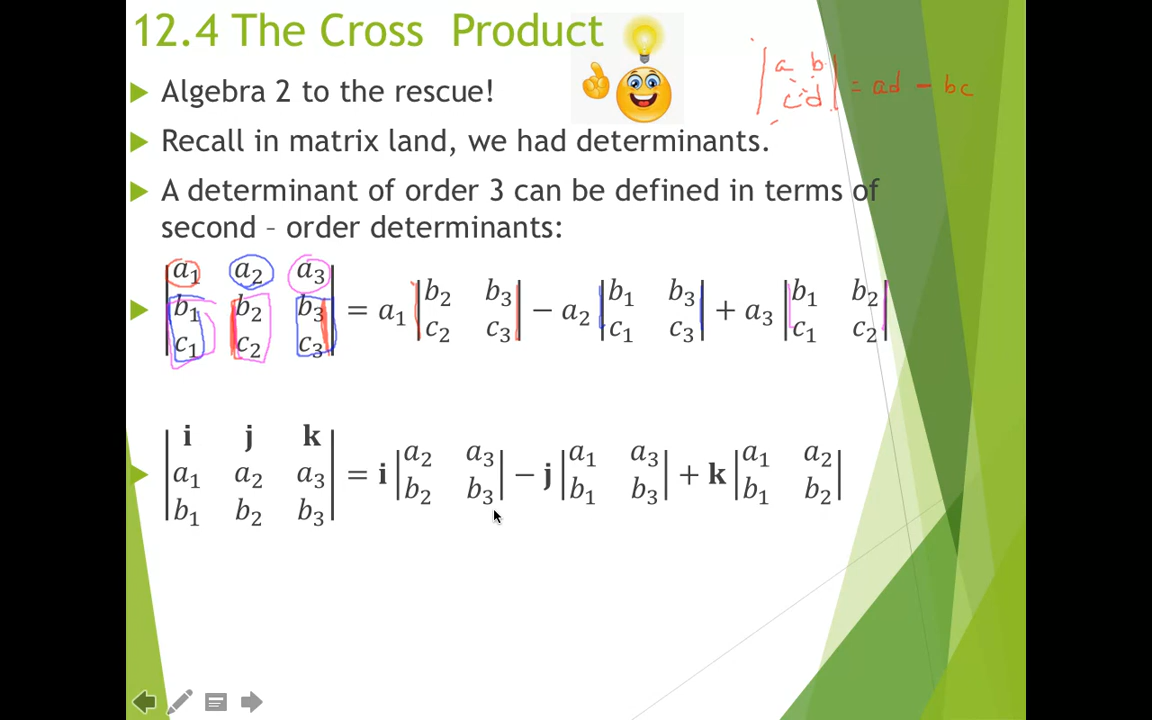 12.4 The Cross Product
|a b| = ad - bc
|c d|
Algebra 2 to the rescue!
Recall in matrix land, we had determinants.
A determinant of order 3 can be defined in terms of
second – order determinants:
|a₁ a₂ a₃|
|b₁ b₂ b₃| = a₁ |b₂ b₃| − a₂ |b₁ b₃| + a₃ |b₁ b₂|
|c₁ c₂ c₃| |c₂ c₃| |c₁ c₃| |c₁ c₂|
|i j k|
|a₁ a₂ a₃| = i |a₂ a₃| − j |a₁ a₃| + k |a₁ a₂|
|b₁ b₂ b₃| |b₂ b₃| |b₁ b₃| |b₁ b₂|